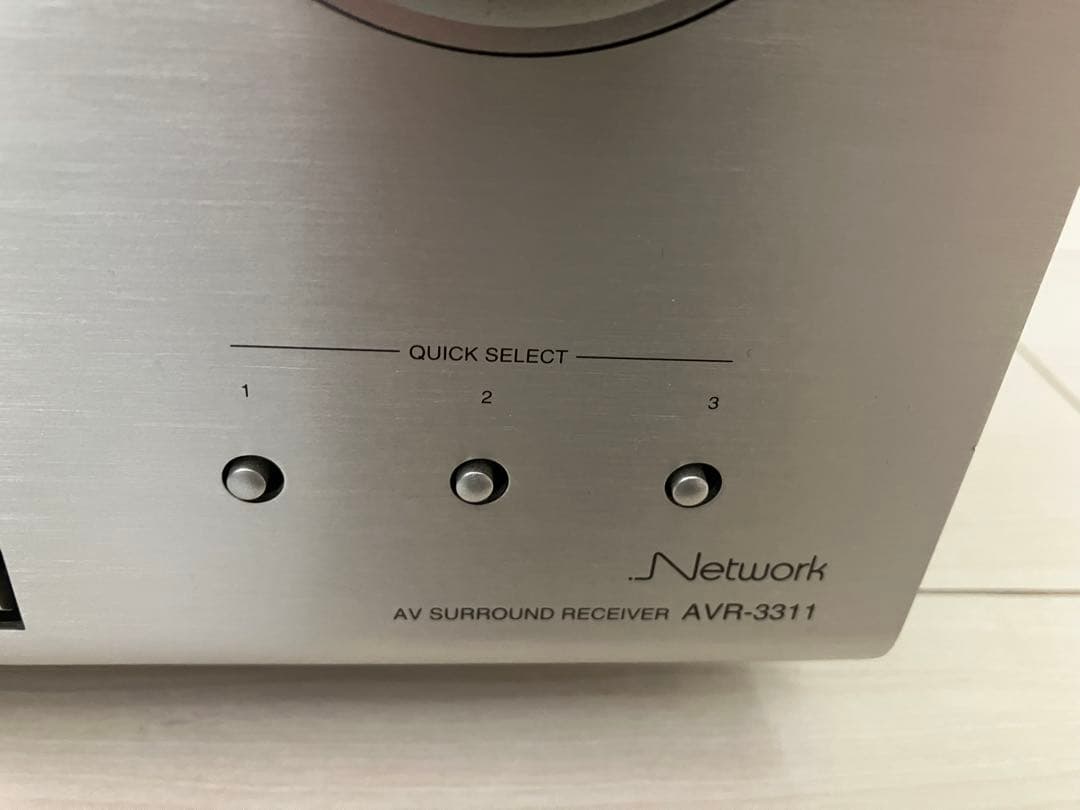 QUICK SELECT
1 2 3
Network
AV SURROUND RECEIVER AVR-3311